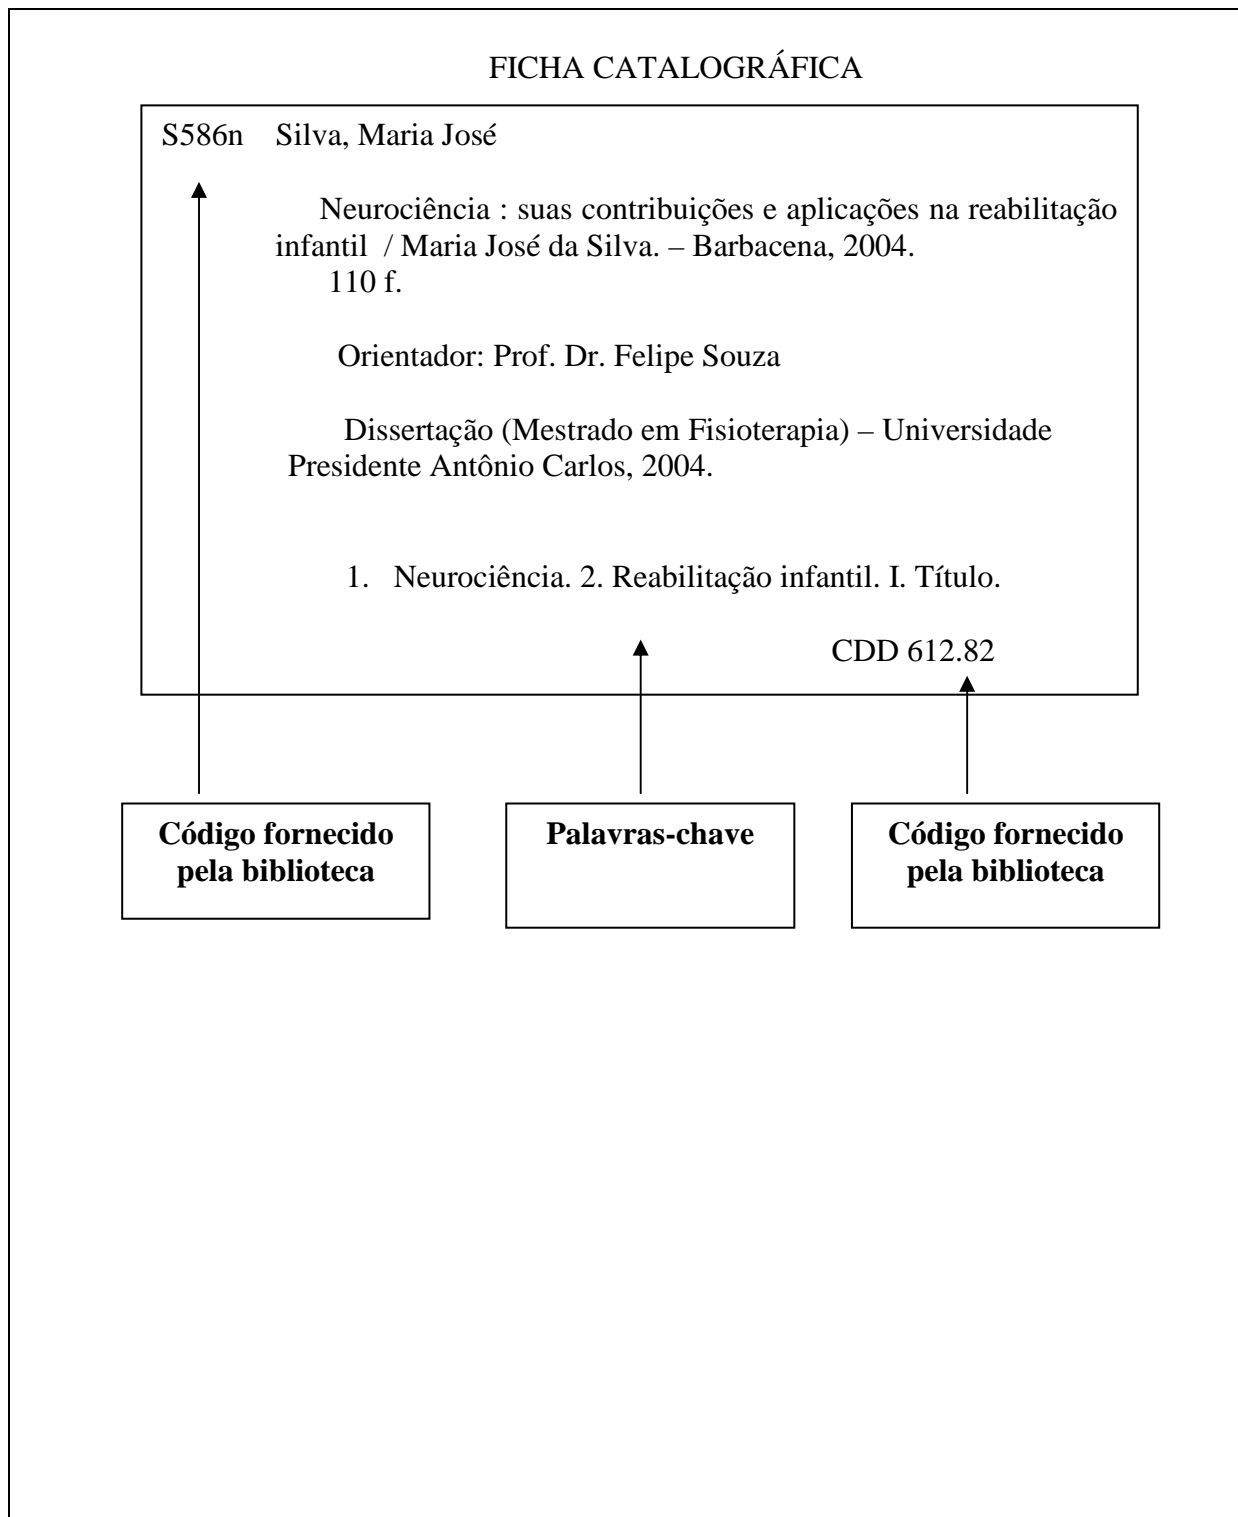 FICHA CATALOGRÁFICA
S586n Silva, Maria José
Neurociência : suas contribuições e aplicações na reabilitação
infantil / Maria José da Silva. – Barbacena, 2004.
110 f.
Orientador: Prof. Dr. Felipe Souza
Dissertação (Mestrado em Fisioterapia) – Universidade
Presidente Antônio Carlos, 2004.
1. Neurociência. 2. Reabilitação infantil. I. Título.
CDD 612.82
Código fornecido
pela biblioteca
Palavras-chave
Código fornecido
pela biblioteca